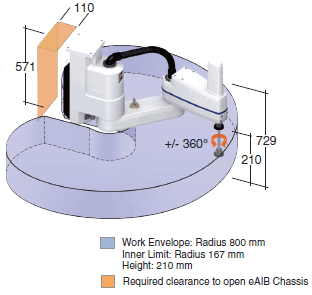 110
571
+/- 360°
729
210
Work Envelope: Radius 800 mm
Inner Limit: Radius 167 mm
Height: 210 mm
Required clearance to open eAIB Chassis